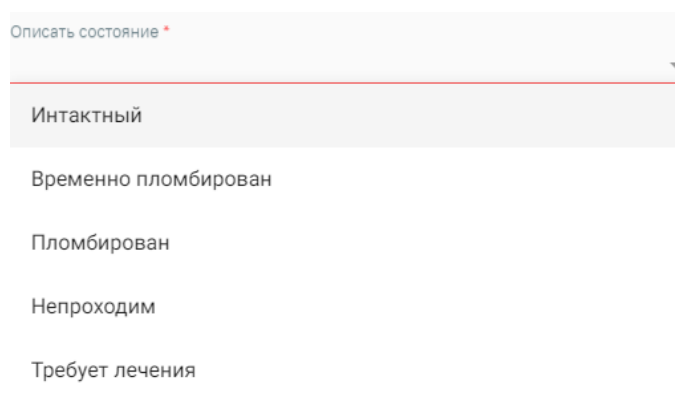 Описать состояние *
Интактный
Временно пломбирован
Пломбирован
Непроходим
Требует лечения